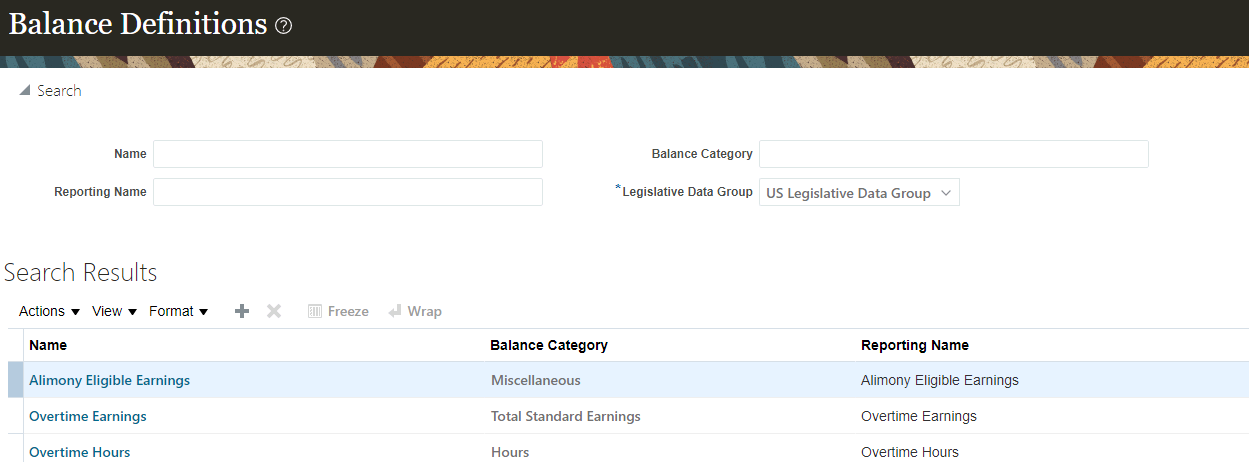 Balance Definitions ?
Search
Name
Balance Category
Reporting Name
*Legislative Data Group US Legislative Data Group
Search Results
Actions View Format Freeze Wrap
Name Balance Category Reporting Name
Alimony Eligible Earnings Miscellaneous Alimony Eligible Earnings
Overtime Earnings Total Standard Earnings Overtime Earnings
Overtime Hours Hours Overtime Hours